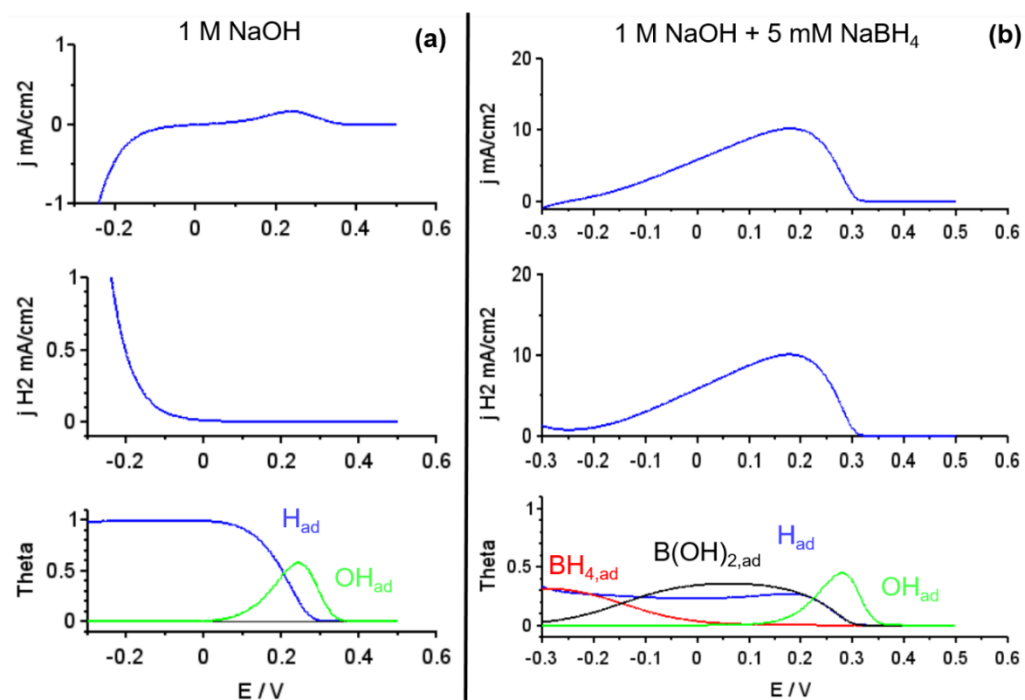 1 M NaOH
(a)
j mA/cm2
1
0
-1
-0.2 0 0.2 0.4 0.6
j H2 mA/cm2
1
0.5
0
-0.2 0 0.2 0.4 0.6
Theta
1
0.5
0
H_ad
OH_ad
-0.2 0 0.2 0.4 0.6
E / V
1 M NaOH + 5 mM NaBH₄
(b)
j mA/cm2
20
10
0
-0.3 -0.2 -0.1 0 0.1 0.2 0.3 0.4 0.5 0.6
j H2 mA/cm2
20
10
0
-0.3 -0.2 -0.1 0 0.1 0.2 0.3 0.4 0.5 0.6
Theta
1
0.5
0
BH₄,ad
B(OH)₂,ad
H_ad
OH_ad
-0.3 -0.2 -0.1 0 0.1 0.2 0.3 0.4 0.5 0.6
E / V